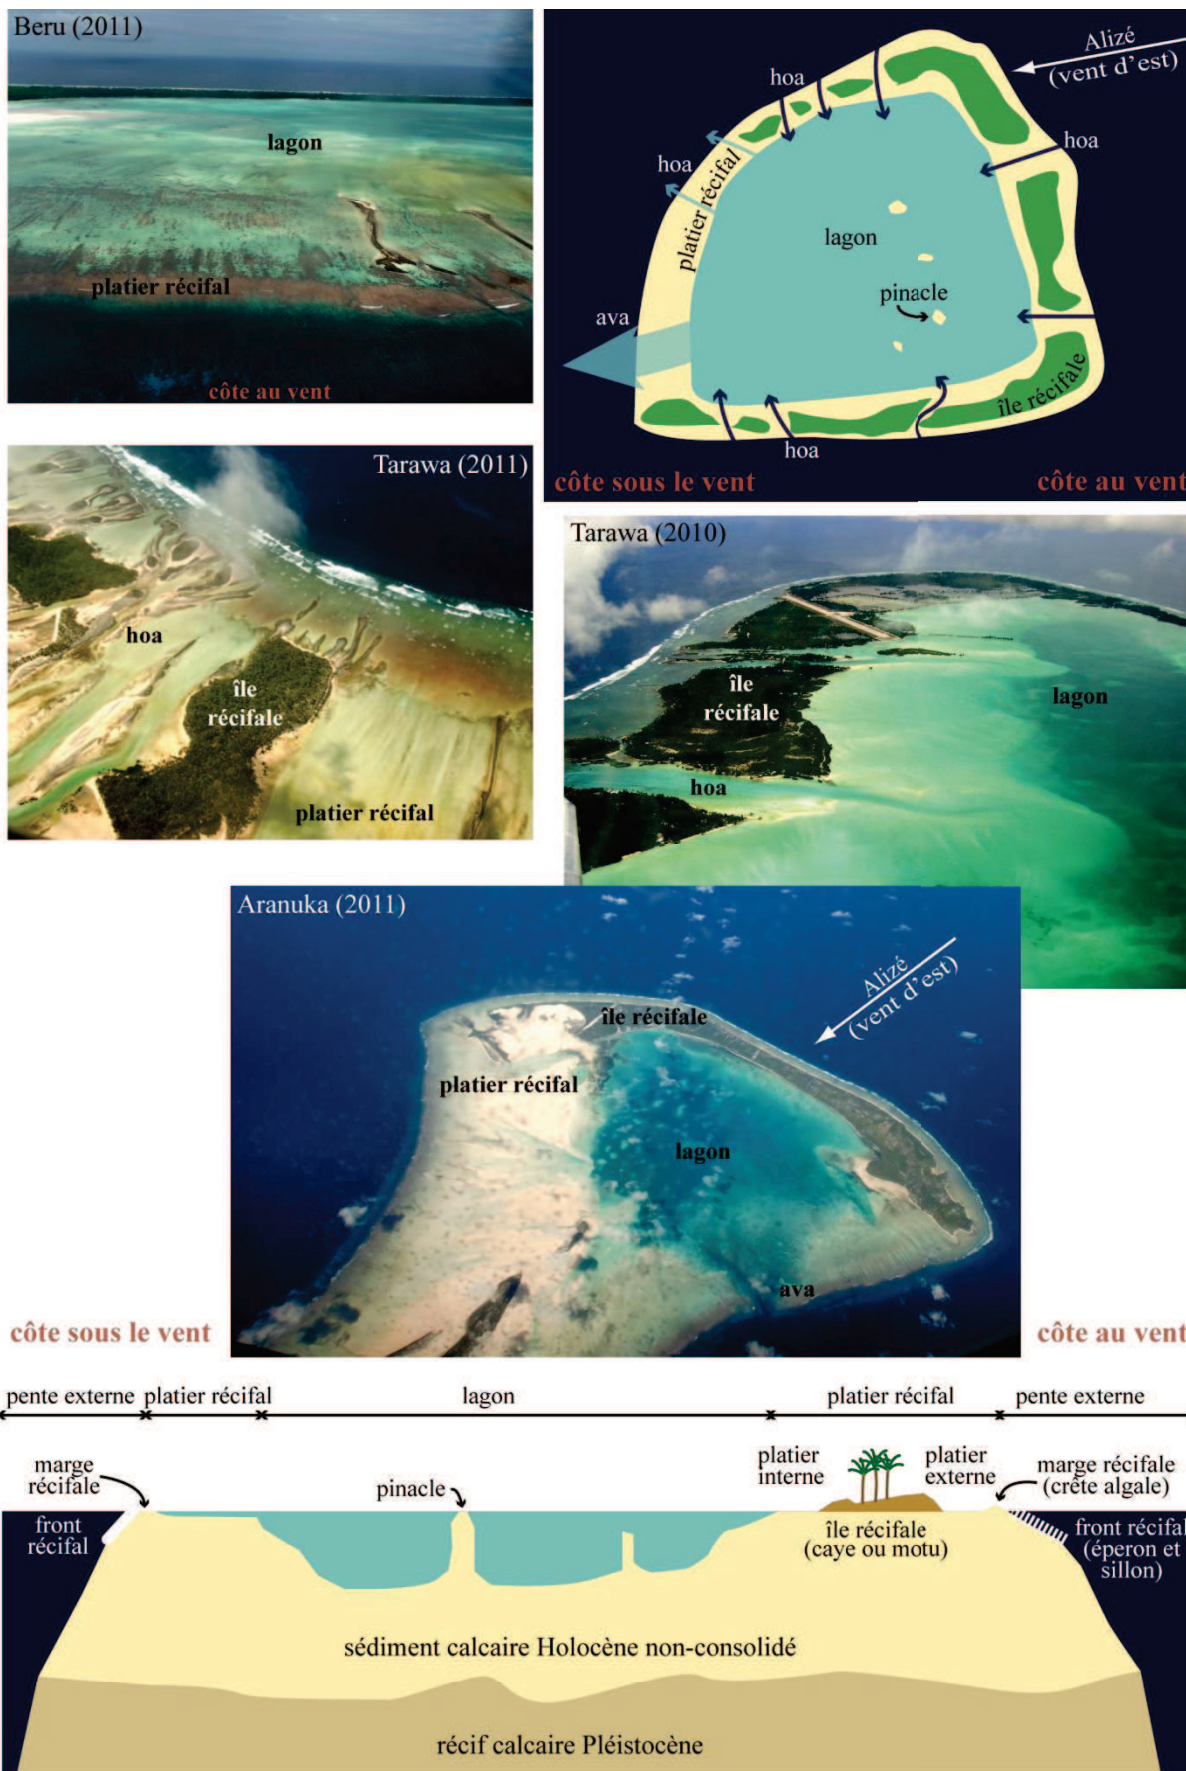 Beru (2011)
lagon
platier récifal
côte au vent
Alizé
(vent d'est)
hoa
hoa
hoa
platier récifal
lagon
pinacle
ava
île récifale
hoa
côte sous le vent
côte au vent
Tarawa (2011)
hoa
île
récifale
platier récifal
Tarawa (2010)
île
récifale
lagon
hoa
Aranuka (2011)
Alizé
(vent d'est)
île récifale
platier récifal
lagon
ava
côte sous le vent
côte au vent
pente externe
platier récifal
lagon
platier récifal
pente externe
marge
récifale
pinacle
platier
interne
platier
externe
marge récifale
(crête algale)
front
récifal
île récifale
(caye ou motu)
front récifal
(éperon et
sillon)
sédiment calcaire Holocène non-consolidé
récif calcaire Pléistocène